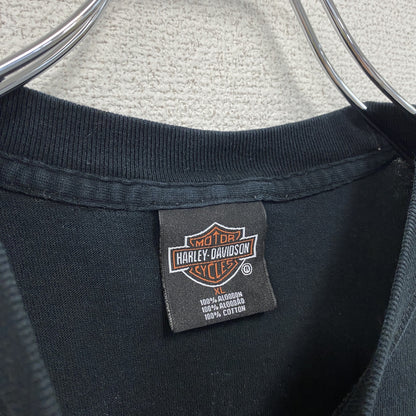 MOTOR
HARLEY-DAVIDSON
CYCLES
®
XL
100% ALGODON
100% ALGODÃO
100% COTTON